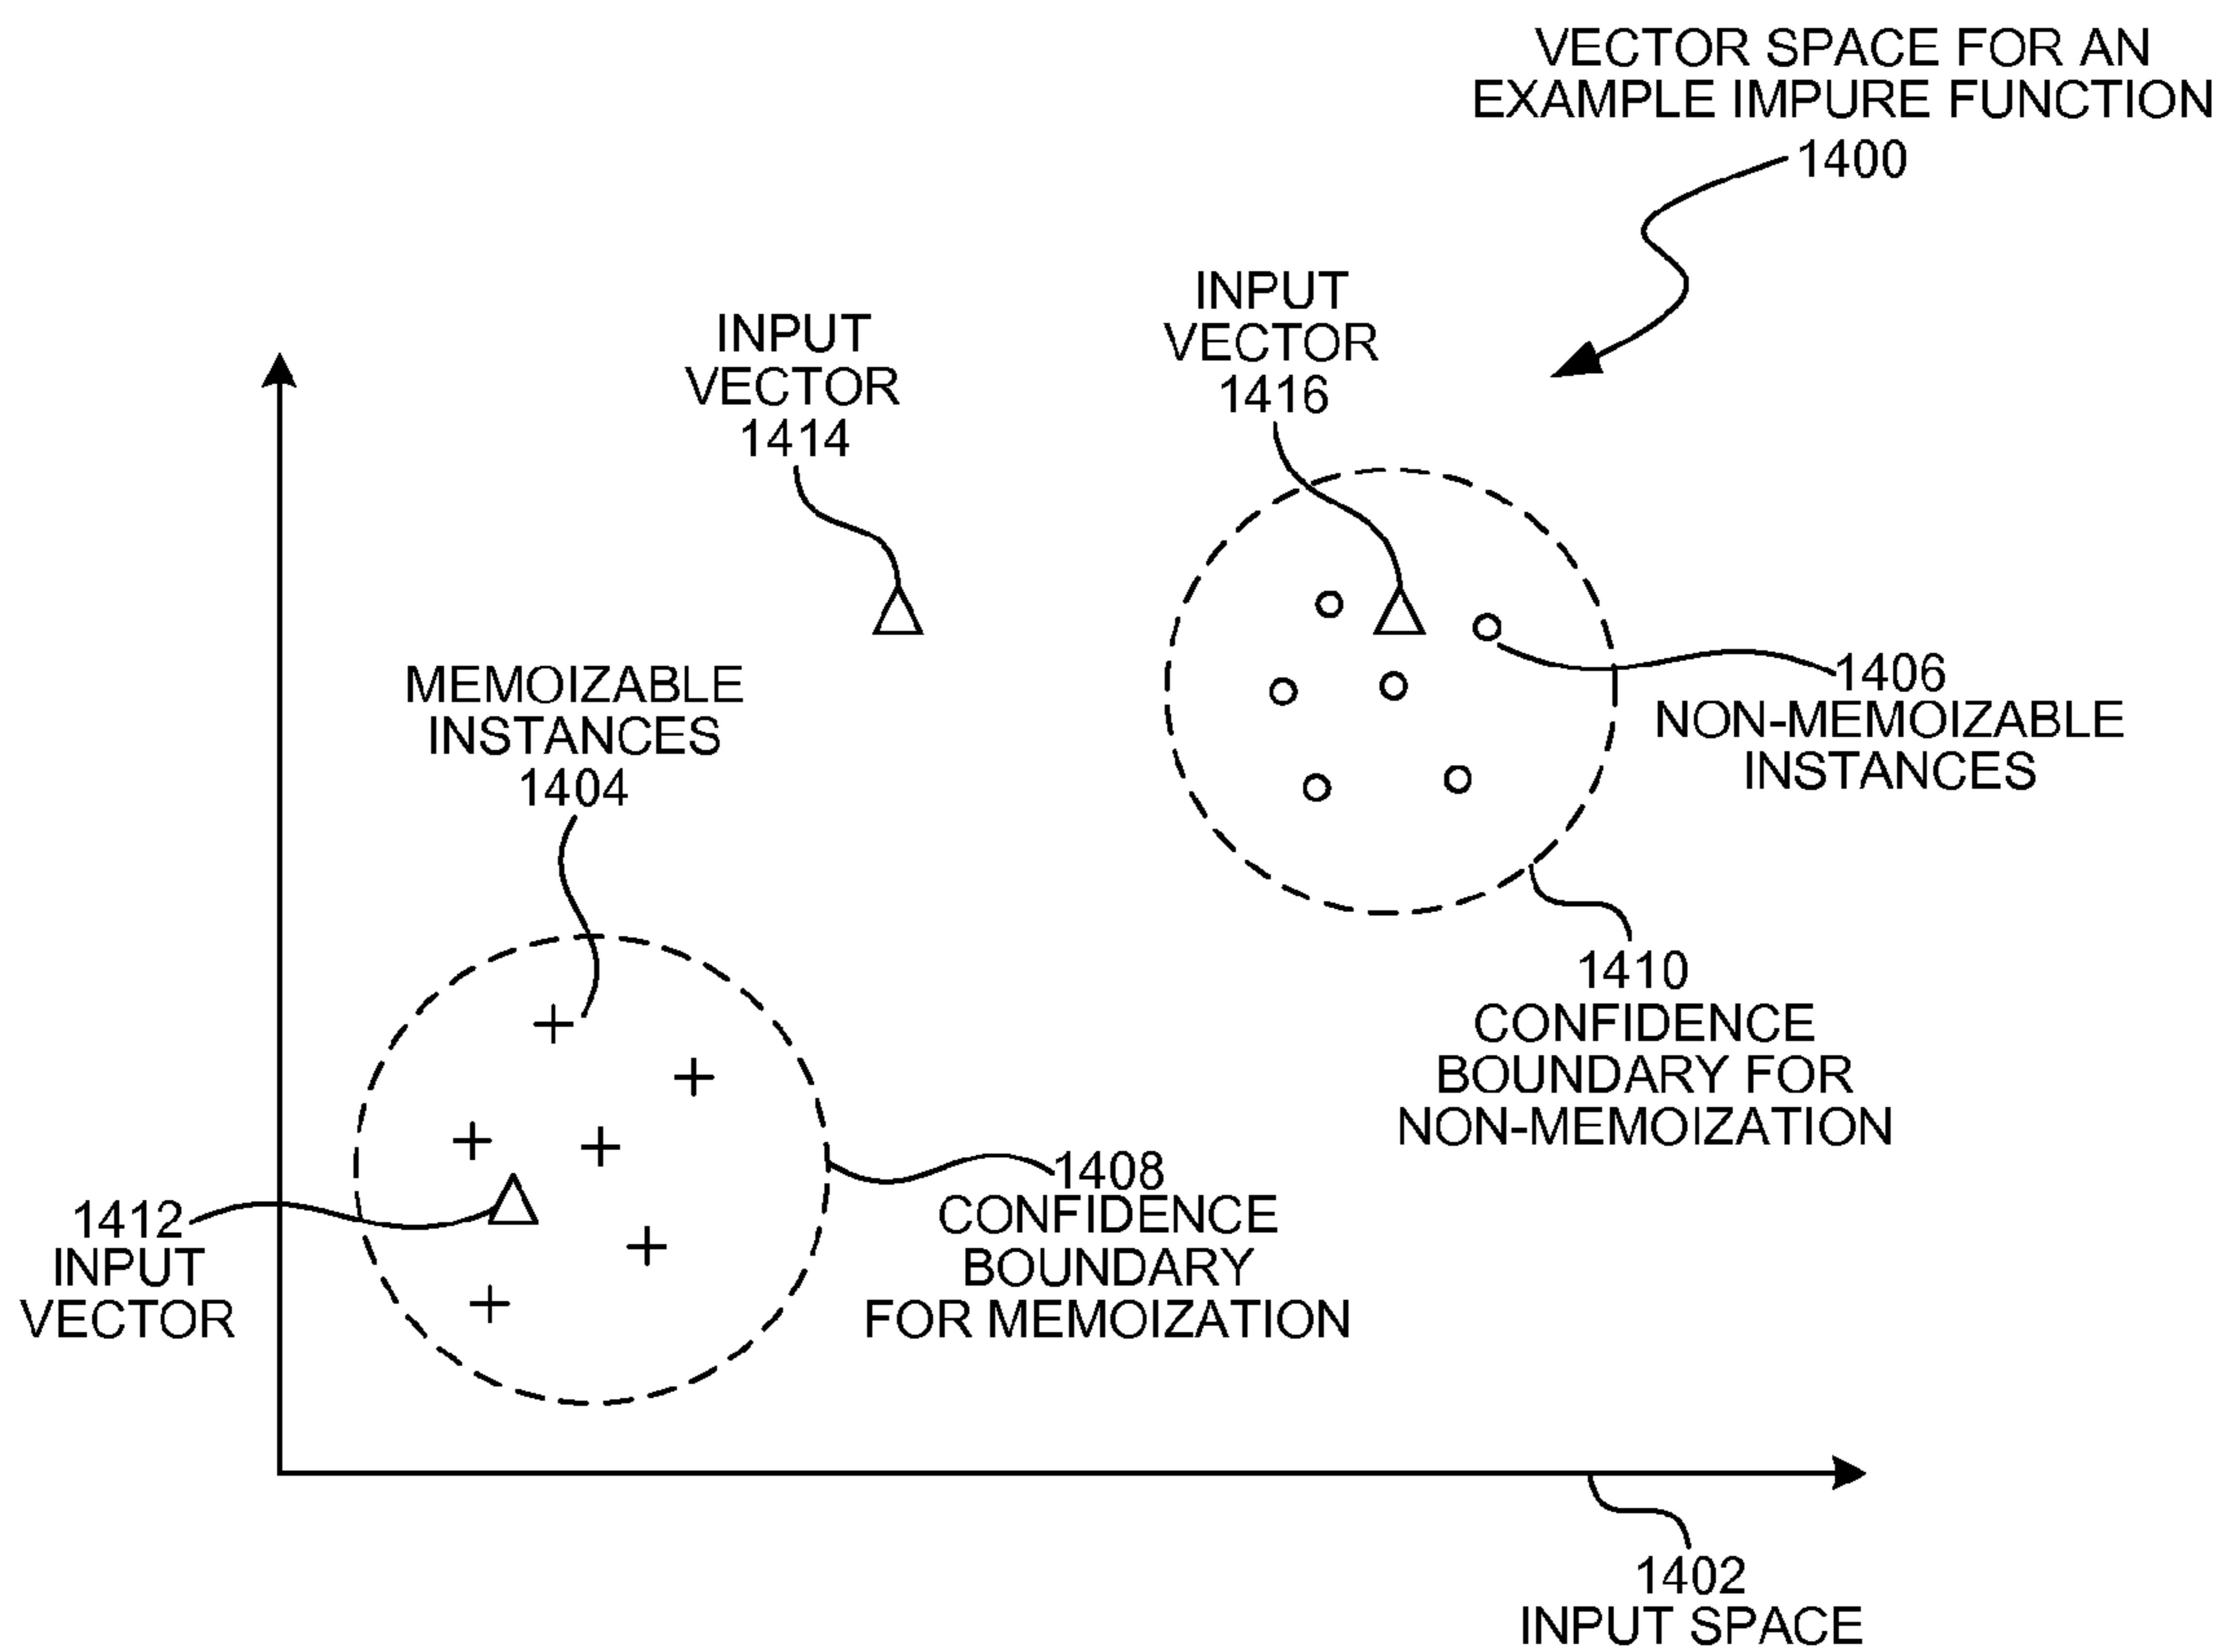 VECTOR SPACE FOR AN
EXAMPLE IMPURE FUNCTION
1400
INPUT
VECTOR
1416
INPUT
VECTOR
1414
MEMOIZABLE
INSTANCES
1404
1406
NON-MEMOIZABLE
INSTANCES
1410
CONFIDENCE
BOUNDARY FOR
NON-MEMOIZATION
1408
CONFIDENCE
BOUNDARY
FOR MEMOIZATION
1412
INPUT
VECTOR
1402
INPUT SPACE